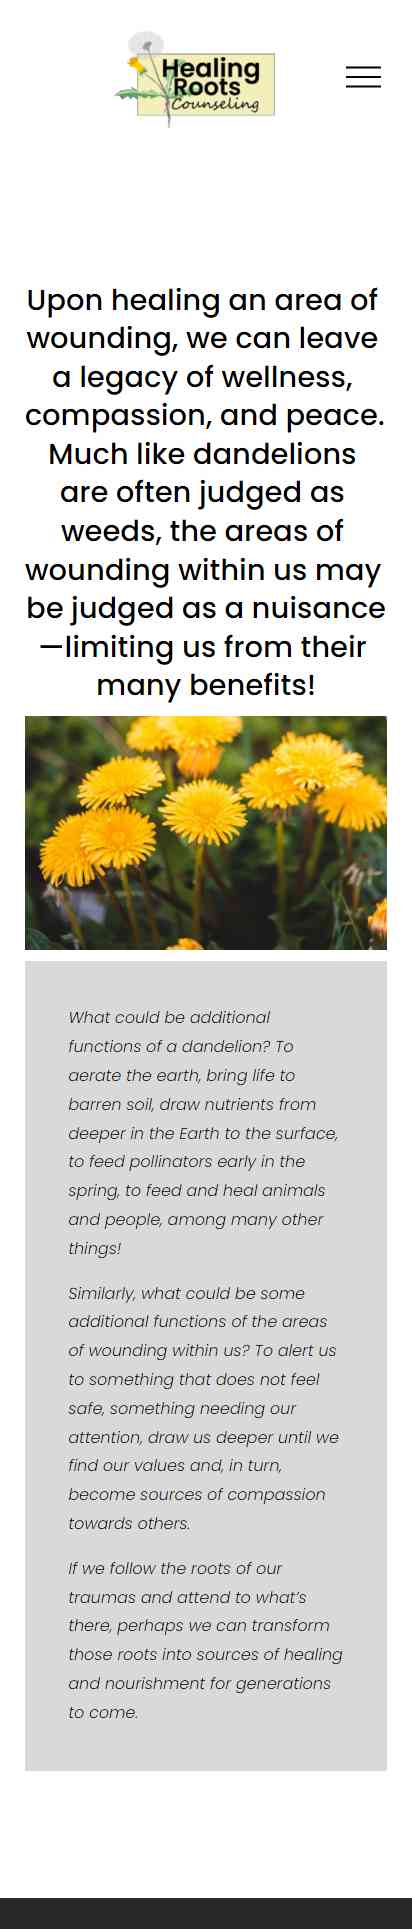 Healing
Roots
Counseling
Upon healing an area of
wounding, we can leave
a legacy of wellness,
compassion, and peace.
Much like dandelions
are often judged as
weeds, the areas of
wounding within us may
be judged as a nuisance
—limiting us from their
many benefits!
What could be additional
functions of a dandelion? To
aerate the earth, bring life to
barren soil, draw nutrients from
deeper in the Earth to the surface,
to feed pollinators early in the
spring, to feed and heal animals
and people, among many other
things!
Similarly, what could be some
additional functions of the areas
of wounding within us? To alert us
to something that does not feel
safe, something needing our
attention, draw us deeper until we
find our values and, in turn,
become sources of compassion
towards others.
If we follow the roots of our
traumas and attend to what’s
there, perhaps we can transform
those roots into sources of healing
and nourishment for generations
to come.